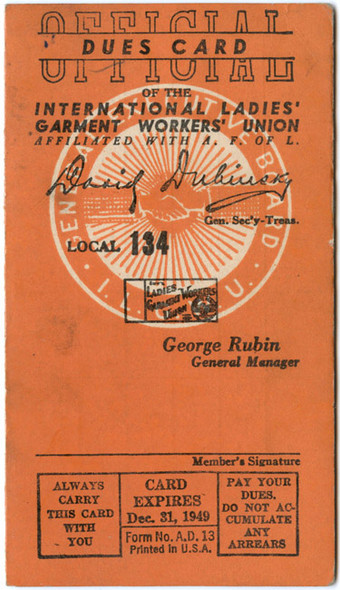 OFFICIAL
DUES CARD
OF THE
INTERNATIONAL LADIES'
GARMENT WORKERS' UNION
AFFILIATED WITH A. F. OF L.
David Dubinsky
Gen. Sec'y-Treas.
LOCAL 134
LADIES
GARMENT WORKERS
UNION
I. L. G. W. U.
George Rubin
General Manager
Member's Signature
ALWAYS
CARRY
THIS CARD
WITH
YOU
CARD
EXPIRES
Dec. 31, 1949
Form No. A.D. 13
Printed in U.S.A.
PAY YOUR
DUES.
DO NOT AC-
CUMULATE
ANY
ARREARS